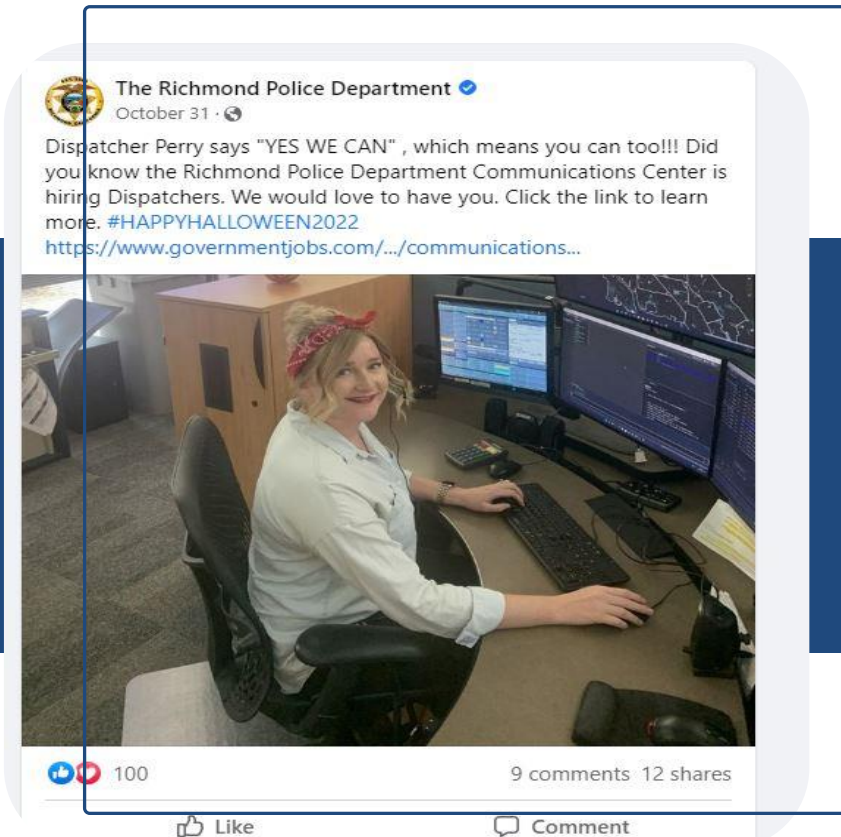 The Richmond Police Department
October 31 ·
Dispatcher Perry says "YES WE CAN" , which means you can too!!! Did
you know the Richmond Police Department Communications Center is
hiring Dispatchers. We would love to have you. Click the link to learn
more. #HAPPYHALLOWEEN2022
https://www.governmentjobs.com/.../communications...
100
9 comments 12 shares
Like
Comment